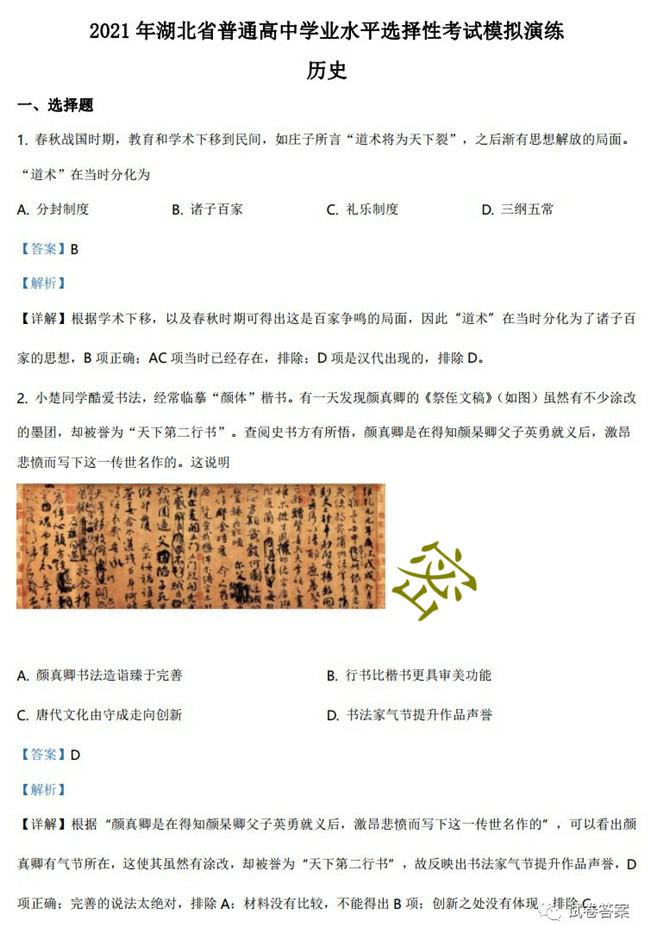 2021 年湖北省普通高中学业水平选择性考试模拟演练
历史
一、选择题
1. 春秋战国时期，教育和学术下移到民间，如庄子所言“道术将为天下裂”，之后渐有思想解放的局面。
“道术”在当时分化为
A. 分封制度 B. 诸子百家 C. 礼乐制度 D. 三纲五常
【答案】B
【解析】
【详解】根据学术下移，以及春秋时期可得出这是百家争鸣的局面，因此“道术”在当时分化为了诸子百
家的思想，B 项正确；AC 项当时已经存在，排除；D 项是汉代出现的，排除 D。
2. 小楚同学酷爱书法，经常临摹“颜体”楷书。有一天发现颜真卿的《祭侄文稿》（如图）虽然有不少涂改
的墨团，却被誉为“天下第二行书”。查阅史书方有所悟，颜真卿是在得知颜杲卿父子英勇就义后，激昂
悲愤而写下这一传世名作的。这说明
密
A. 颜真卿书法造诣臻于完善 B. 行书比楷书更具审美功能
C. 唐代文化由守成走向创新 D. 书法家气节提升作品声誉
【答案】D
【解析】
【详解】根据“颜真卿是在得知颜杲卿父子英勇就义后，激昂悲愤而写下这一传世名作的”，可以看出颜
真卿有气节所在，这使其虽然有涂改，却被誉为“天下第二行书”，故反映出书法家气节提升作品声誉，D
项正确；完善的说法太绝对，排除 A；材料没有比较，不能得出 B 项；创新之处没有体现，排除 C
试卷答案